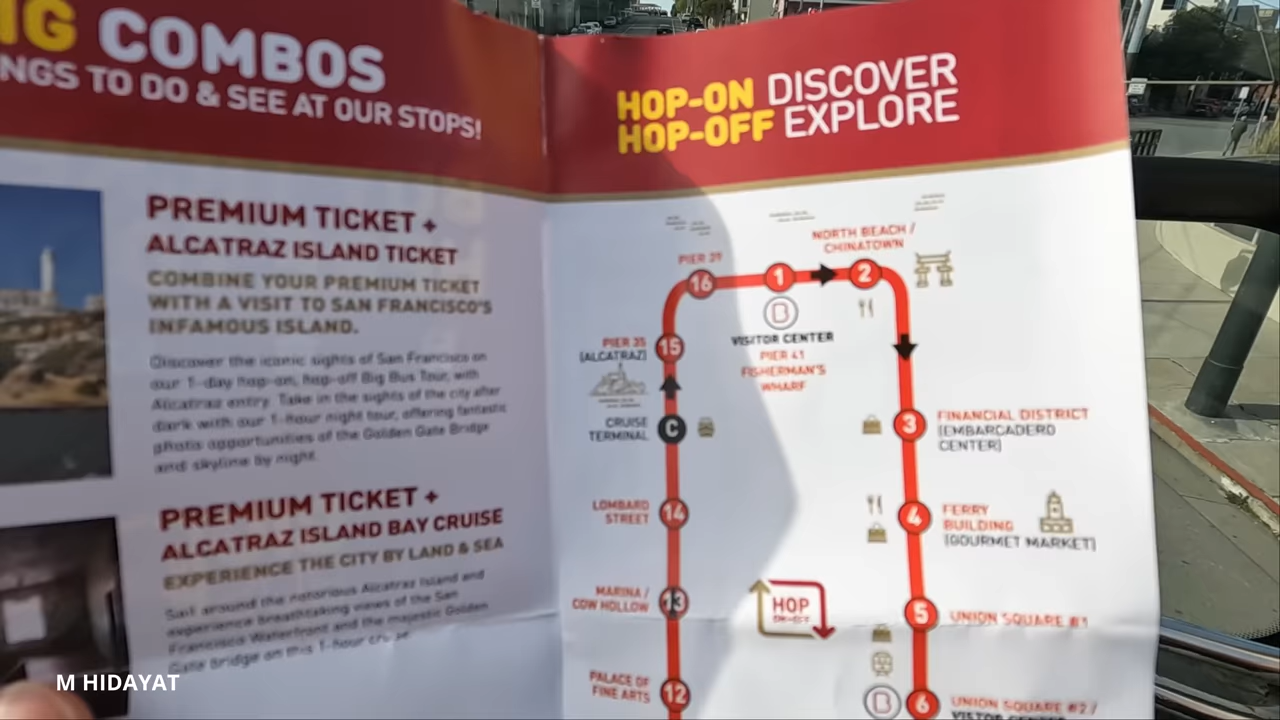 IG COMBOS
NGS TO DO & SEE AT OUR STOPS!
PREMIUM TICKET +
ALCATRAZ ISLAND TICKET
COMBINE YOUR PREMIUM TICKET
WITH A VISIT TO SAN FRANCISCO'S
INFAMOUS ISLAND.
Discover the iconic sights of San Francisco on
our 1-day hop-on, hop-off Big Bus Tour, with
Alcatraz entry. Take in the sights of the city after
dark with our 1-hour night tour, offering fantastic
photo opportunities of the Golden Gate Bridge
and skyline by night.
PREMIUM TICKET +
ALCATRAZ ISLAND BAY CRUISE
EXPERIENCE THE CITY BY LAND & SEA
Sail around the notorious Alcatraz Island and
experience breathtaking views of the San
Francisco Waterfront and the majestic Golden
Gate Bridge on this 1-hour cruise
HOP-ON DISCOVER
HOP-OFF EXPLORE
NORTH BEACH /
CHINATOWN
PIER 39
16
1
2
B
VISITOR CENTER
PIER 41
FISHERMAN'S
WHARF
PIER 35
(ALCATRAZ)
15
CRUISE
TERMINAL
C
3
FINANCIAL DISTRICT
(EMBARCADERO
CENTER)
LOMBARD
STREET
14
4
FERRY
BUILDING
(GOURMET MARKET)
MARINA /
COW HOLLOW
13
HOP
ON-OFF
5
UNION SQUARE #1
PALACE OF
FINE ARTS
12
B
6
UNION SQUARE #2 /
VISITOR CENTER
M HIDAYAT